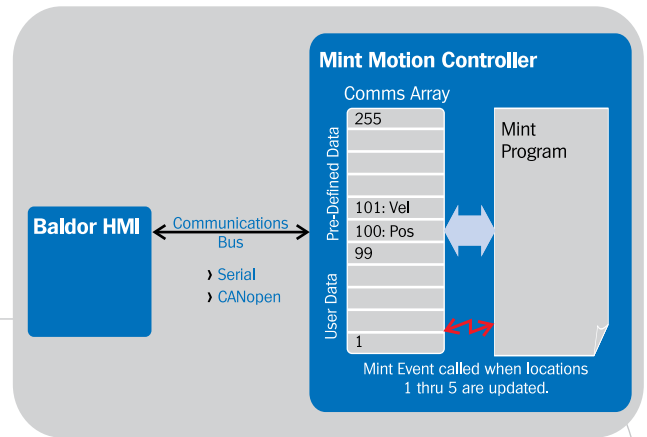 Mint Motion Controller
Comms Array
255
Pre-Defined Data
101: Vel
100: Pos
99
User Data
1
Mint
Program
Baldor HMI
Communications
Bus
› Serial
› CANopen
Mint Event called when locations
1 thru 5 are updated.